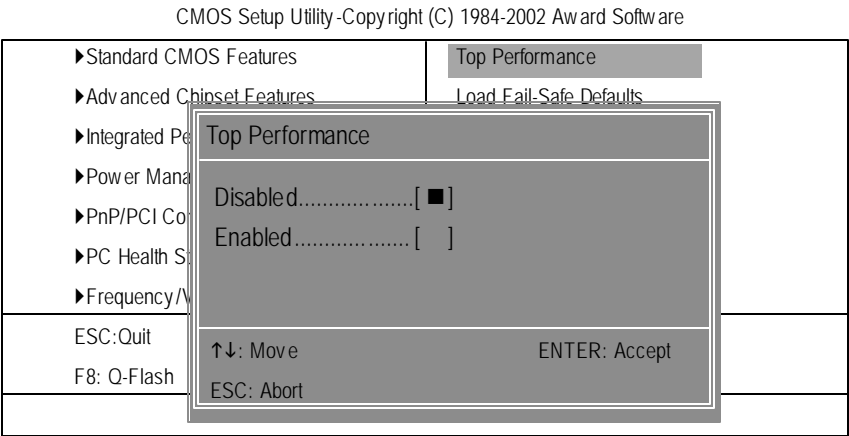 CMOS Setup Utility-Copyright (C) 1984-2002 Award Software
▶Standard CMOS Features
Top Performance
▶Advanced Chipset Features
Load Fail-Safe Defaults
▶Integrated Pe
▶Power Mana
▶PnP/PCI Co
▶PC Health S
▶Frequency/V
Top Performance
Disabled....................[ ■ ]
Enabled....................[ ]
↑↓: Move
ENTER: Accept
ESC: Abort
ESC:Quit
F8: Q-Flash